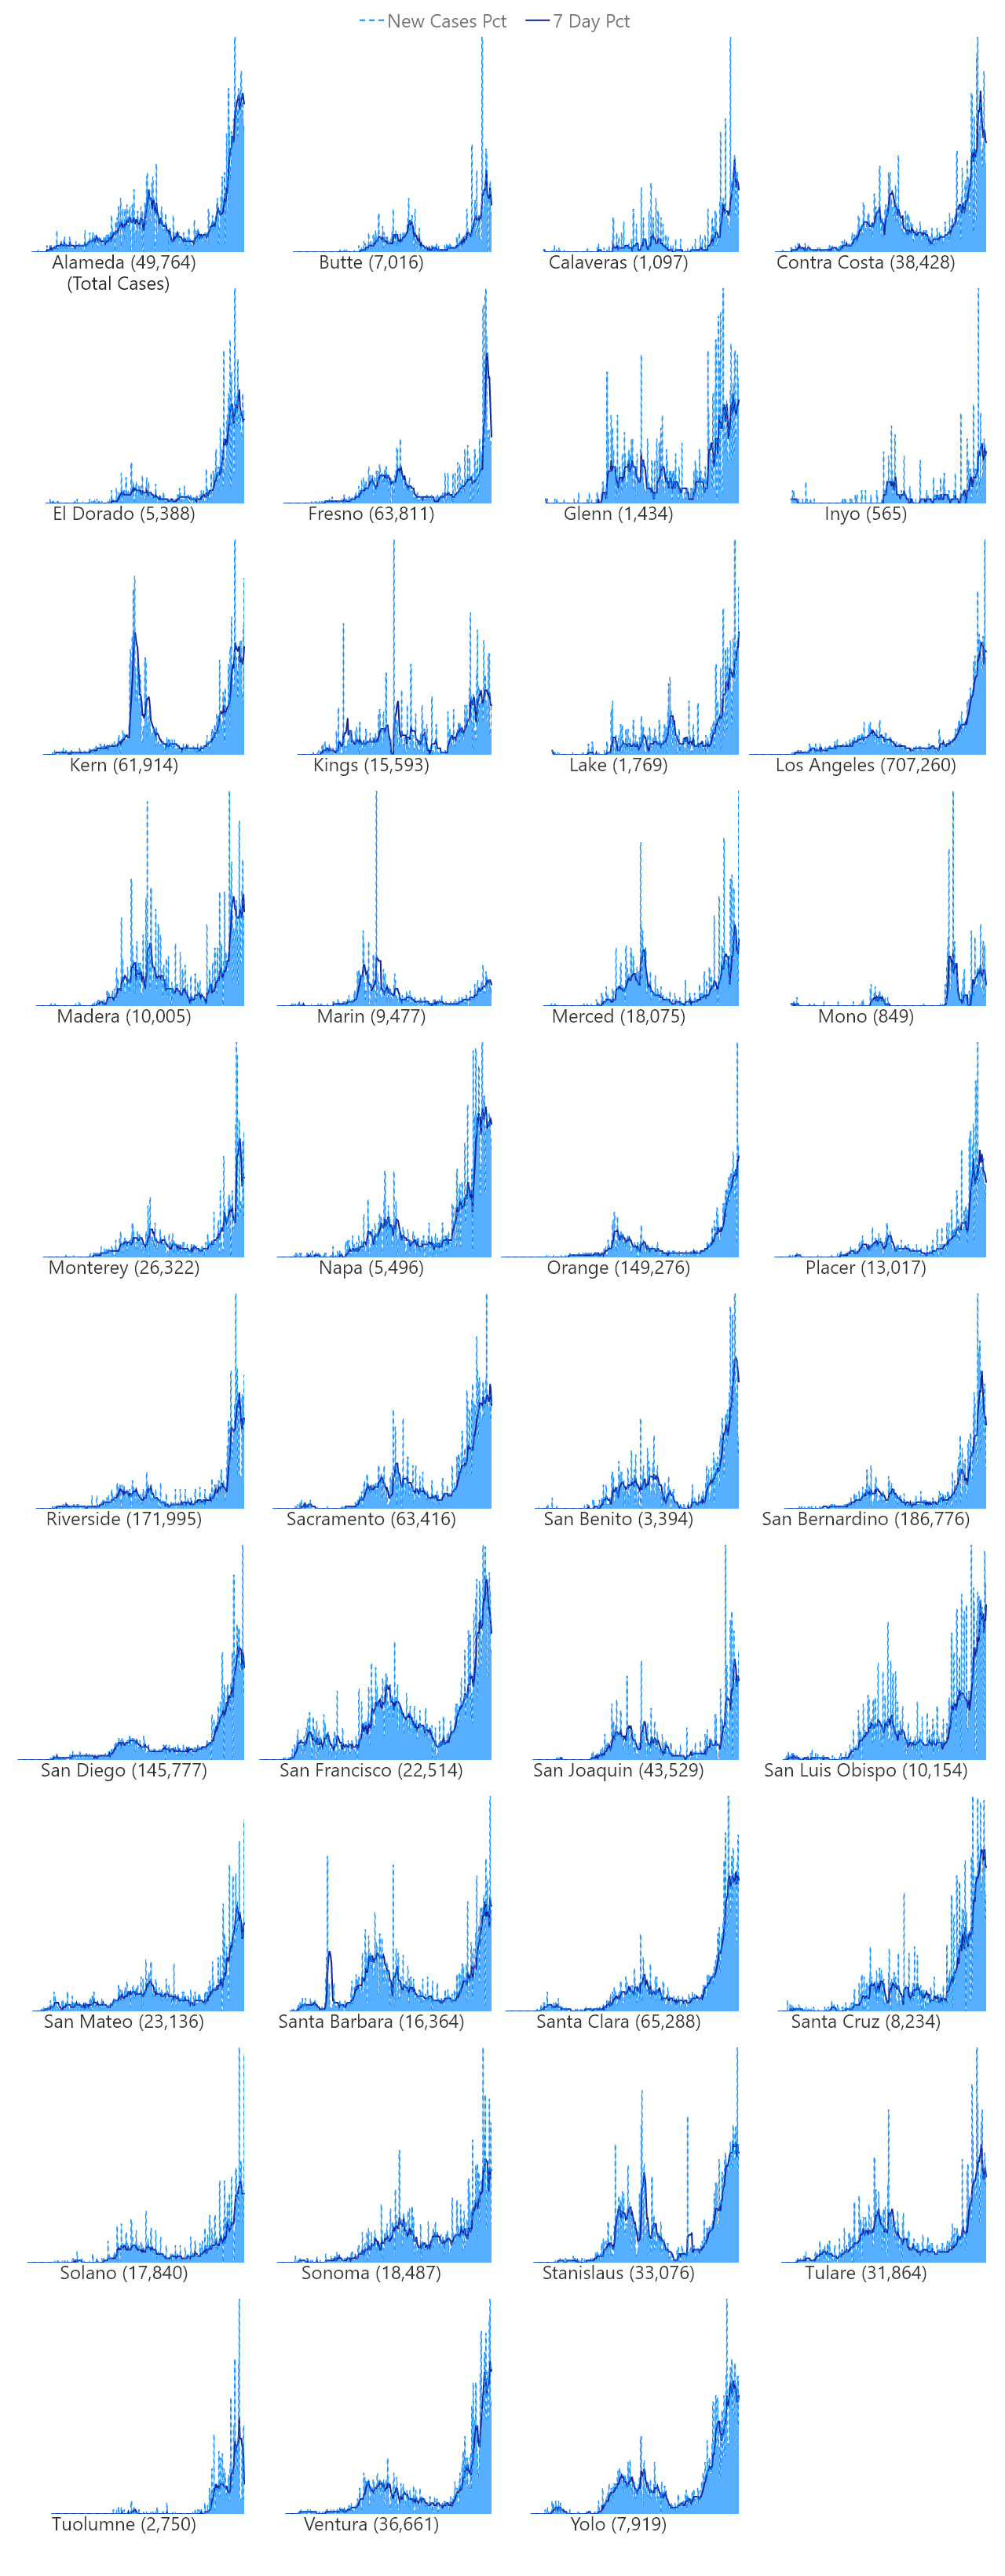 New Cases Pct 7 Day Pct
Alameda (49,764) Butte (7,016) Calaveras (1,097) Contra Costa (38,428)
(Total Cases)
El Dorado (5,388) Fresno (63,811) Glenn (1,434) Inyo (565)
Kern (61,914) Kings (15,593) Lake (1,769) Los Angeles (707,260)
Madera (10,005) Marin (9,477) Merced (18,075) Mono (849)
Monterey (26,322) Napa (5,496) Orange (149,276) Placer (13,017)
Riverside (171,995) Sacramento (63,416) San Benito (3,394) San Bernardino (186,776)
San Diego (145,777) San Francisco (22,514) San Joaquin (43,529) San Luis Obispo (10,154)
San Mateo (23,136) Santa Barbara (16,364) Santa Clara (65,288) Santa Cruz (8,234)
Solano (17,840) Sonoma (18,487) Stanislaus (33,076) Tulare (31,864)
Tuolumne (2,750) Ventura (36,661) Yolo (7,919)